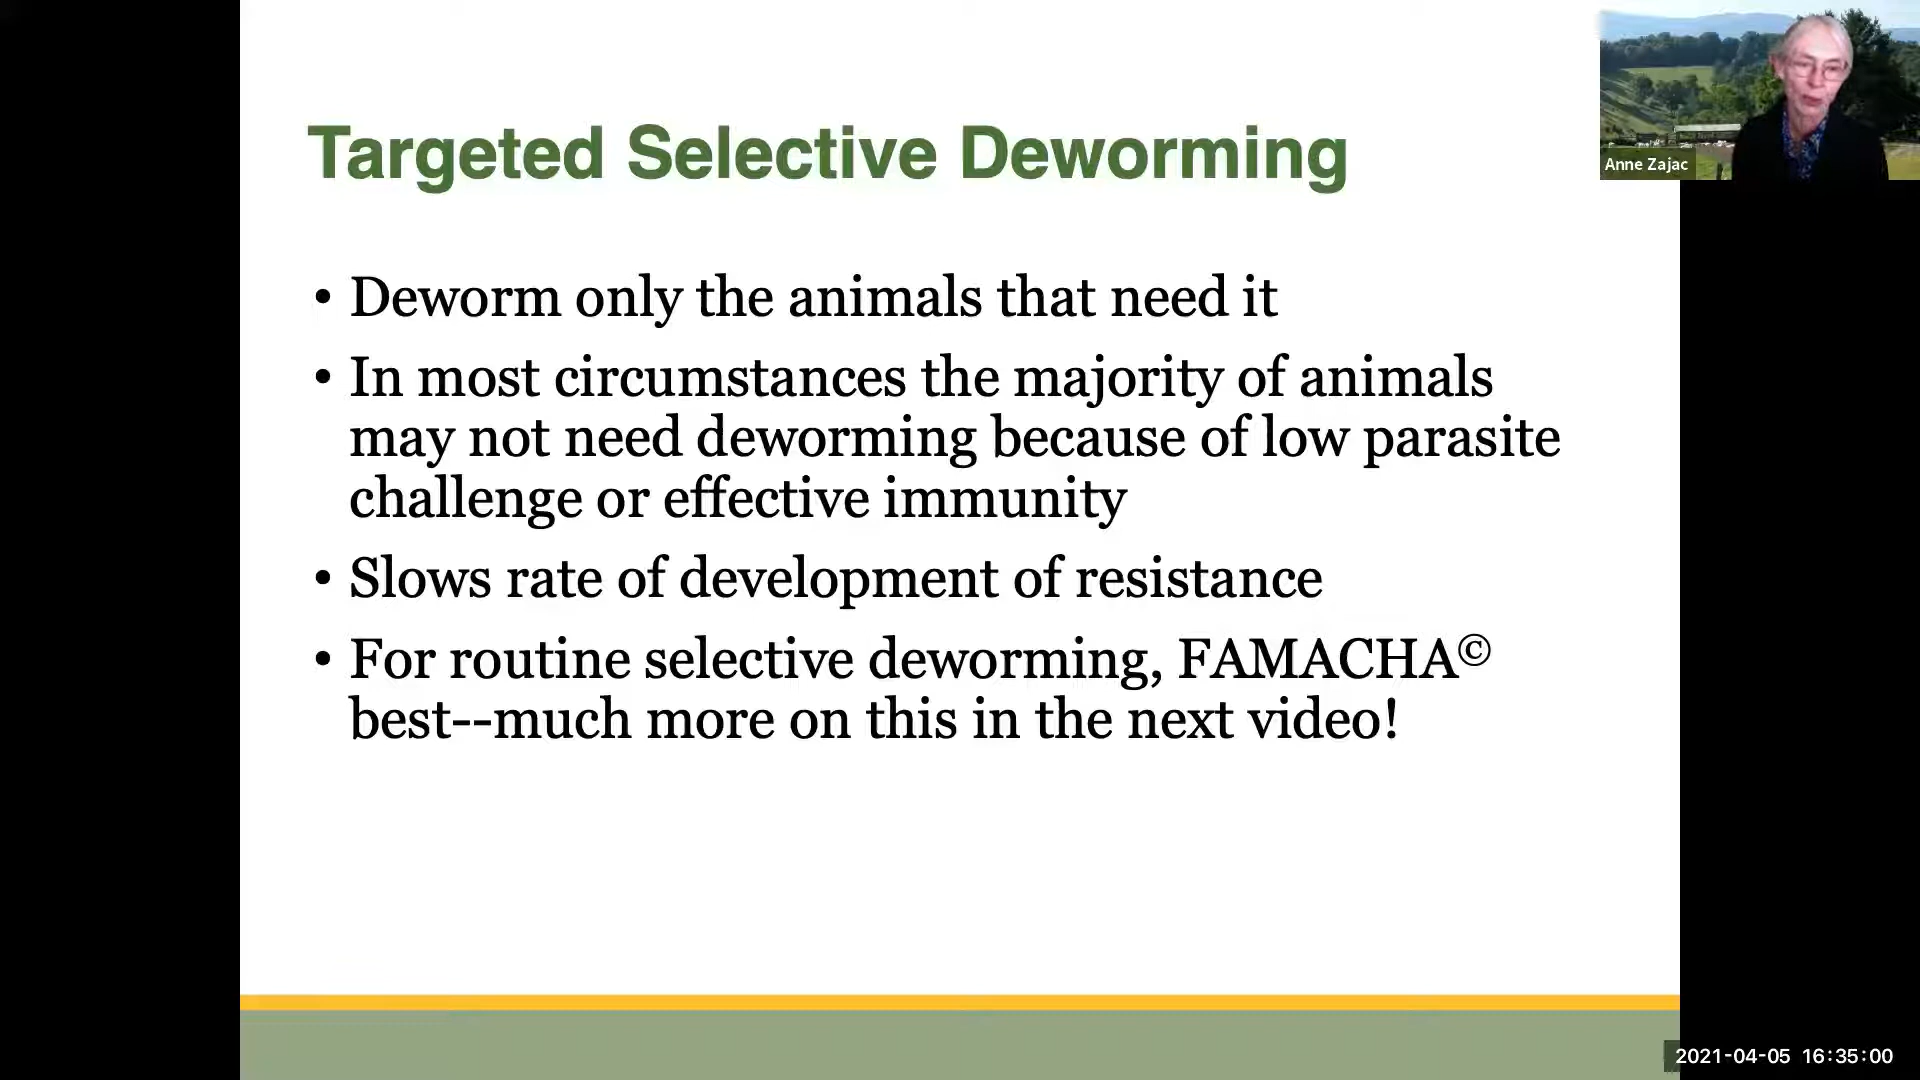 Targeted Selective Deworming
Anne Zajac
• Deworm only the animals that need it
• In most circumstances the majority of animals
may not need deworming because of low parasite
challenge or effective immunity
• Slows rate of development of resistance
• For routine selective deworming, FAMACHA©
best--much more on this in the next video!
2021-04-05 16:35:00